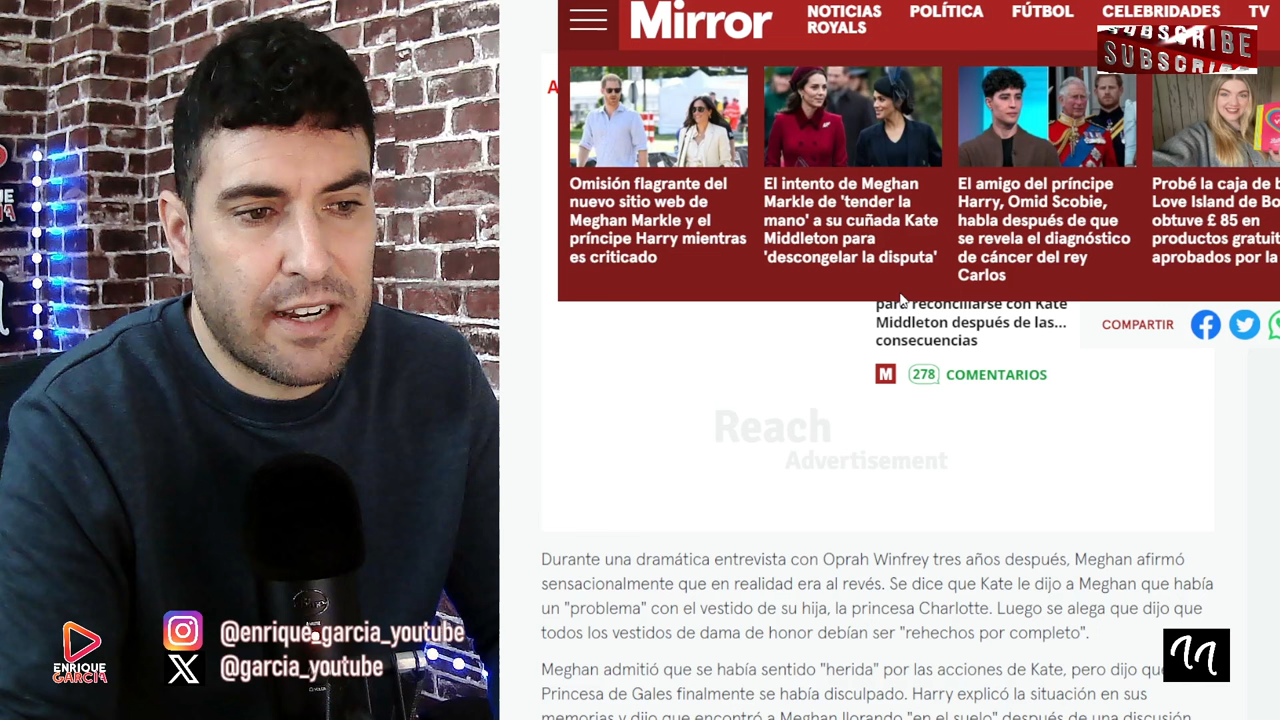 Mirror
NOTICIAS
ROYALS
POLÍTICA
FÚTBOL
CELEBRIDADES
TV
SUBSCRIBE
SUBSCRIBE
A
Omisión flagrante del
nuevo sitio web de
Meghan Markle y el
príncipe Harry mientras
es criticado
El intento de Meghan
Markle de 'tender la
mano' a su cuñada Kate
Middleton para
'descongelar la disputa'
El amigo del príncipe
Harry, Omid Scobie,
habla después de que
se revela el diagnóstico
de cáncer del rey
Carlos
Probé la caja de b
Love Island de Bo
obtuve £ 85 en
productos gratuit
aprobados por la
para reconciliarse con Kate
Middleton después de las...
consecuencias
M 278 COMENTARIOS
COMPARTIR
Reach
Advertisement
Durante una dramática entrevista con Oprah Winfrey tres años después, Meghan afirmó
sensacionalmente que en realidad era al revés. Se dice que Kate le dijo a Meghan que había
un "problema" con el vestido de su hija, la princesa Charlotte. Luego se alega que dijo que
todos los vestidos de dama de honor debían ser "rehechos por completo".
Meghan admitió que se había sentido "herida" por las acciones de Kate, pero dijo que
Princesa de Gales finalmente se había disculpado. Harry explicó la situación en sus
memorias y dijo que encontró a Meghan llorando "en el suelo" después de una discusión
@enrique_garcia_youtube
@garcia_youtube
ENRIQUE
GARCIA